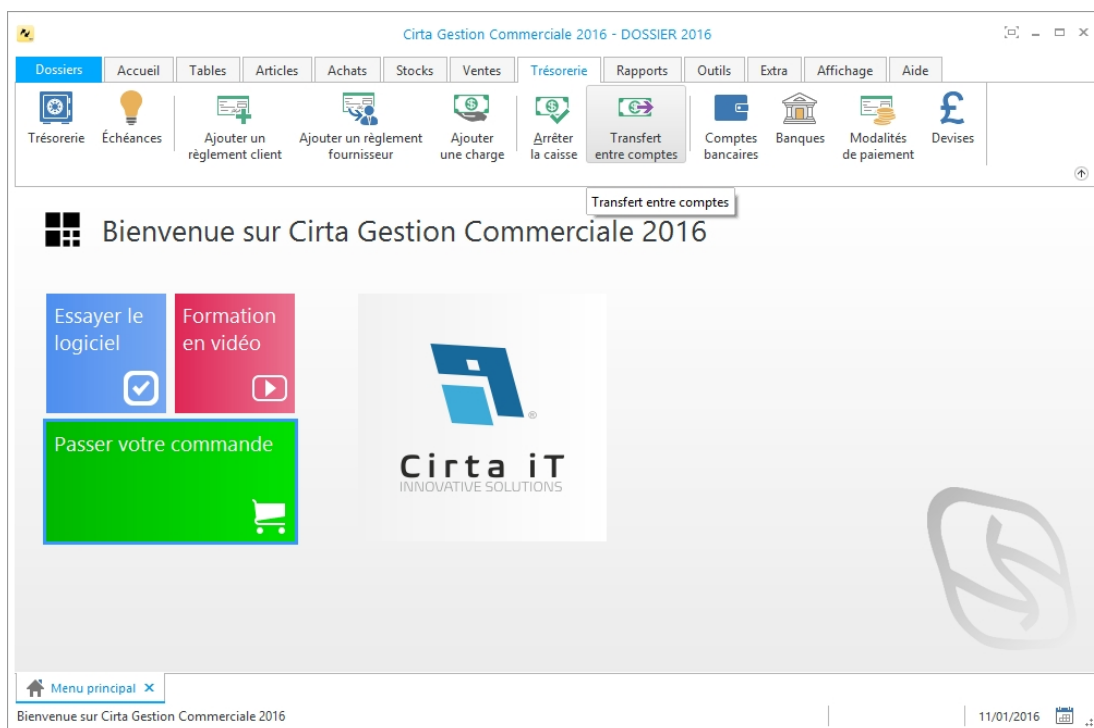 Cirta Gestion Commerciale 2016 - DOSSIER 2016
Dossiers Accueil Tables Articles Achats Stocks Ventes Trésorerie Rapports Outils Extra Affichage Aide
Trésorerie Échéances Ajouter un Ajouter un règlement Ajouter Arrêter Transfert Comptes Banques Modalités Devises
règlement client fournisseur une charge la caisse entre comptes bancaires de paiement
Transfert entre comptes
Bienvenue sur Cirta Gestion Commerciale 2016
Essayer le
logiciel
Formation
en vidéo
Passer votre commande
Cirta iT
INNOVATIVE SOLUTIONS
Menu principal
Bienvenue sur Cirta Gestion Commerciale 2016 11/01/2016